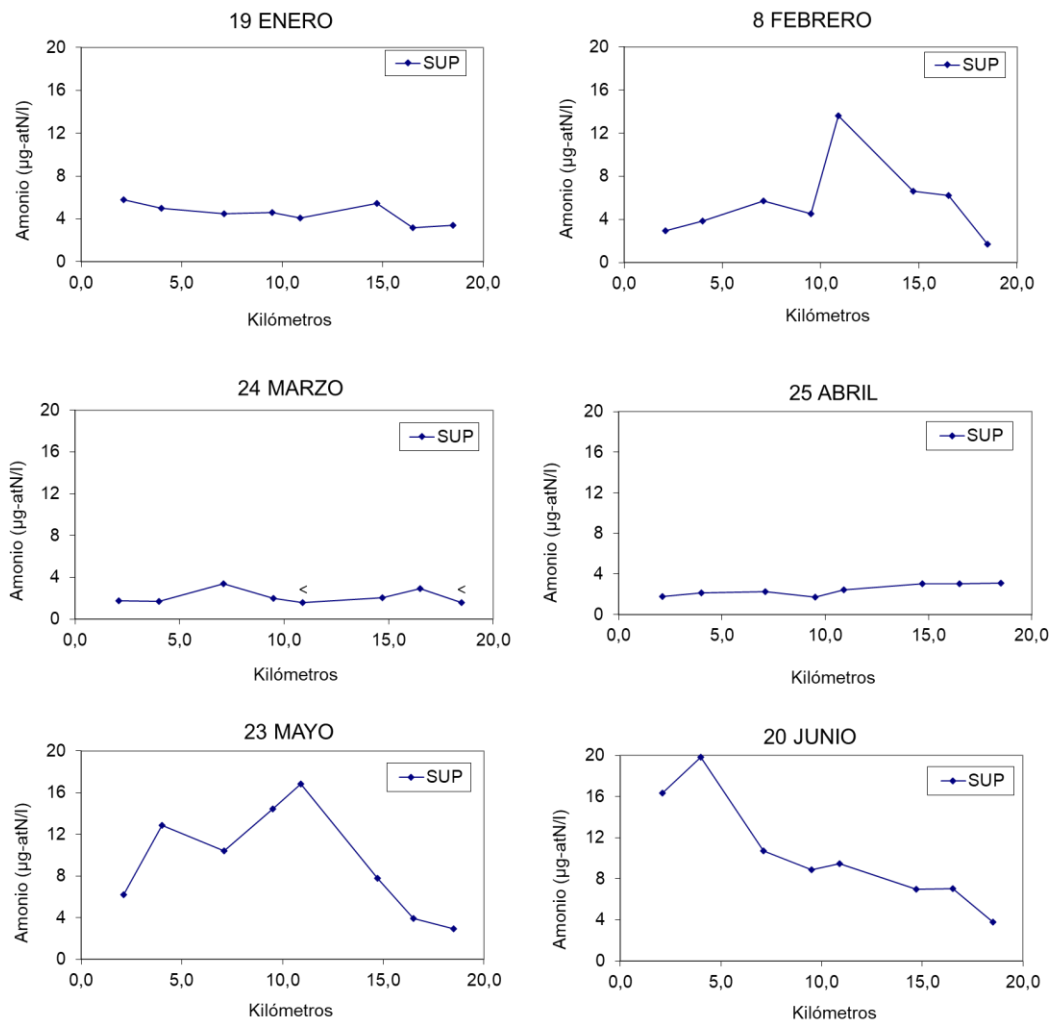 19 ENERO
SUP
Amonio (µg-atN/l)
20
16
12
8
4
0
0,0 5,0 10,0 15,0 20,0
Kilómetros
8 FEBRERO
SUP
Amonio (µg-atN/l)
20
16
12
8
4
0
0,0 5,0 10,0 15,0 20,0
Kilómetros
24 MARZO
SUP
Amonio (µg-atN/l)
20
16
12
8
4
0
< <
0,0 5,0 10,0 15,0 20,0
Kilómetros
25 ABRIL
SUP
Amonio (µg-atN/l)
20
16
12
8
4
0
0,0 5,0 10,0 15,0 20,0
Kilómetros
23 MAYO
SUP
Amonio (µg-atN/l)
20
16
12
8
4
0
0,0 5,0 10,0 15,0 20,0
Kilómetros
20 JUNIO
SUP
Amonio (µg-atN/l)
20
16
12
8
4
0
0,0 5,0 10,0 15,0 20,0
Kilómetros